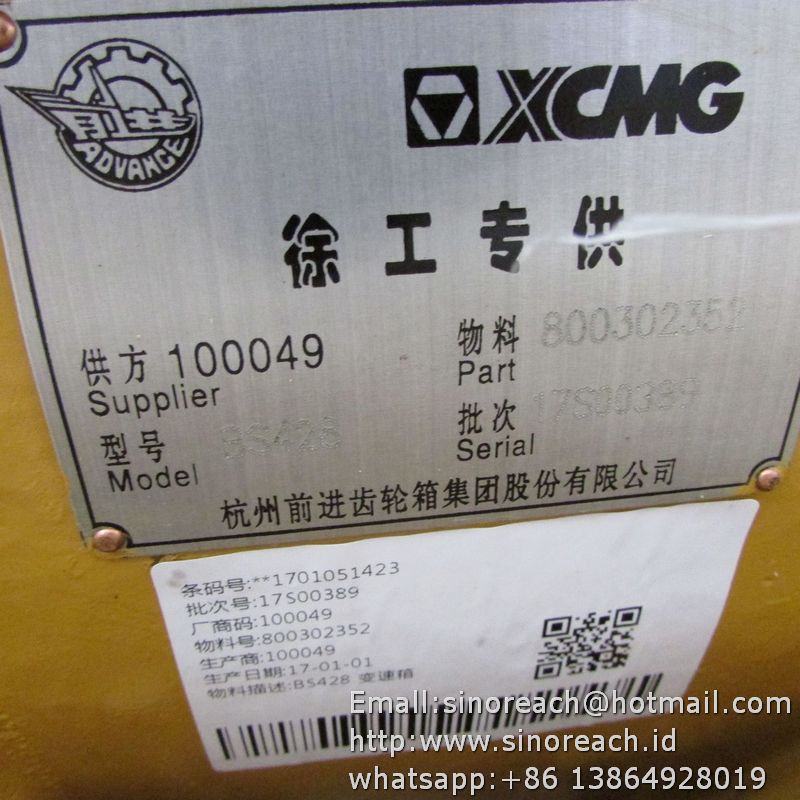 前进
ADVANCE
XCMG
徐工专供
供方 100049
Supplier
物料 800302352
Part
型号 BS428
Model
批次 17S00389
Serial
杭州前进齿轮箱集团股份有限公司
条码号:**1701051423
批次号:17S00389
厂商码:100049
物料号:800302352
生产商:100049
生产日期:17-01-01
物料描述:BS428 变速箱
Email:sinoreach@hotmail.com
http:www.sinoreach.id
whatsapp:+86 13864928019